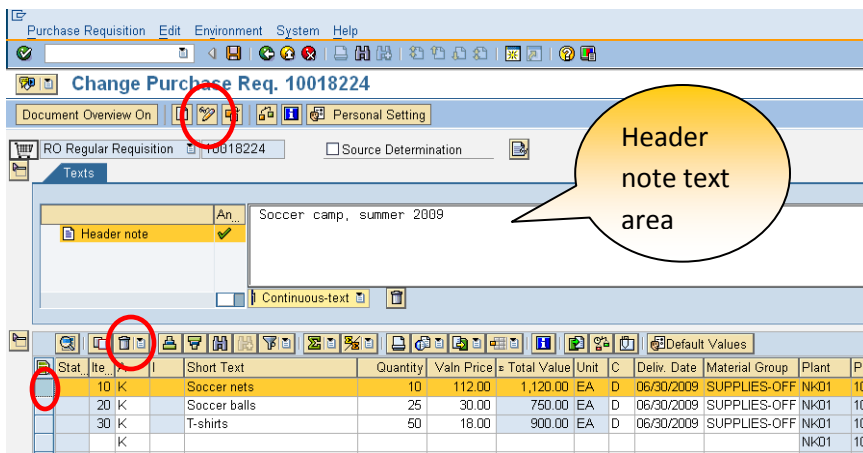 Purchase Requisition Edit Environment System Help
Change Purchase Req. 10018224
Document Overview On Personal Setting
RO Regular Requisition 10018224 Source Determination
Header
note text
area
Texts
An.. Soccer camp, summer 2009
Header note
Continuous-text
Default Values
Stat.. Ite.. A I Short Text Quantity Valn Price Total Value Unit C Deliv. Date Material Group Plant P
10 K Soccer nets 10 112.00 1,120.00 EA D 06/30/2009 SUPPLIES-OFF NK01 10
20 K Soccer balls 25 30.00 750.00 EA D 06/30/2009 SUPPLIES-OFF NK01 10
30 K T-shirts 50 18.00 900.00 EA D 06/30/2009 SUPPLIES-OFF NK01 10
K NK01 10